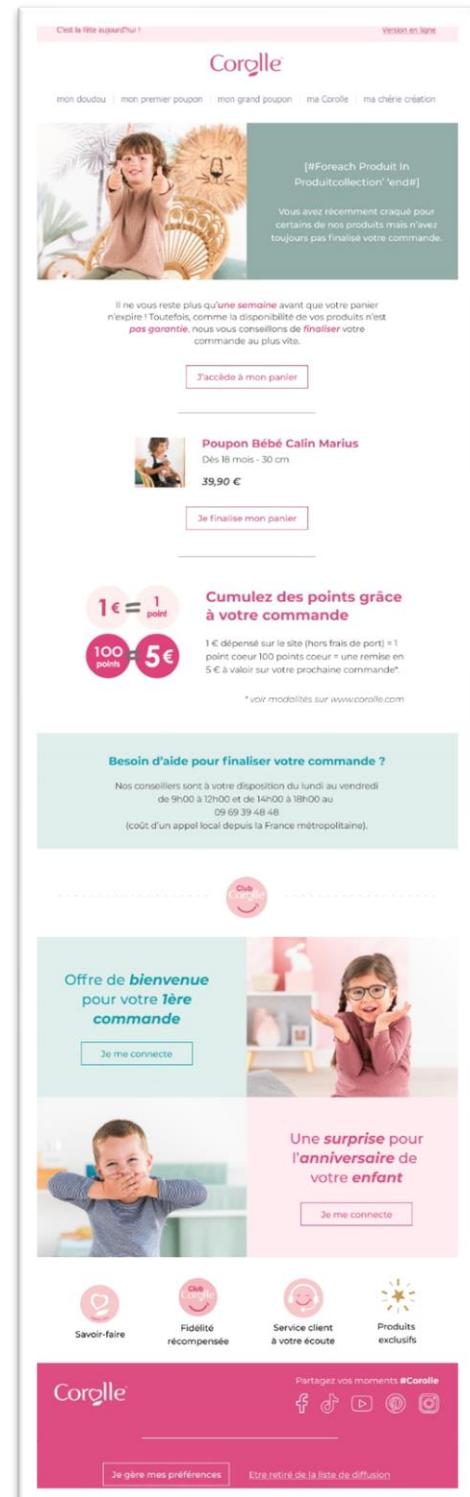 C'est la fête aujourd'hui !
Version en ligne
Corolle
mon doudou | mon premier poupon | mon grand poupon | ma Corolle | ma chérie création
[#Foreach Produit In
Produitcollection' 'end#]
Vous avez récemment craqué pour
certains de nos produits mais n'avez
toujours pas finalisé votre commande.
Il ne vous reste plus qu'une semaine avant que votre panier
n'expire ! Toutefois, comme la disponibilité de vos produits n'est
pas garantie, nous vous conseillons de finaliser votre
commande au plus vite.
J'accède à mon panier
Poupon Bébé Calin Marius
Dès 18 mois - 30 cm
39,90 €
Je finalise mon panier
1 € = 1 point
100 points = 5 €
Cumulez des points grâce
à votre commande
1 € dépensé sur le site (hors frais de port) = 1
point coeur 100 points coeur = une remise en
5 € à valoir sur votre prochaine commande*.
* voir modalités sur www.corolle.com
Besoin d'aide pour finaliser votre commande ?
Nos conseillers sont à votre disposition du lundi au vendredi
de 9h00 à 12h00 et de 14h00 à 18h00 au
09 69 39 48 48
(coût d'un appel local depuis la France métropolitaine).
Club
Corolle
Offre de bienvenue
pour votre 1ère
commande
Je me connecte
Une surprise pour
l'anniversaire de
votre enfant
Je me connecte
Club
Corolle
Savoir-faire
Fidélité
récompensée
Service client
à votre écoute
Produits
exclusifs
Corolle
Partagez vos moments #Corolle
Je gère mes préférences
Etre retiré de la liste de diffusion